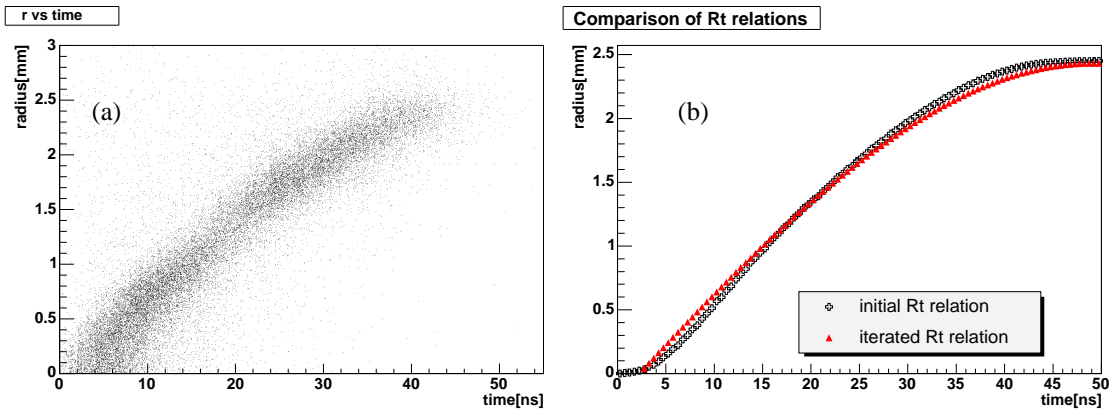 r vs time
radius[mm]
3
2.5
2
1.5
1
0.5
0
(a)
0 10 20 30 40 50
time[ns]
Comparison of Rt relations
radius[mm]
2.5
2
1.5
1
0.5
0
(b)
initial Rt relation
iterated Rt relation
0 5 10 15 20 25 30 35 40 45 50
time[ns]